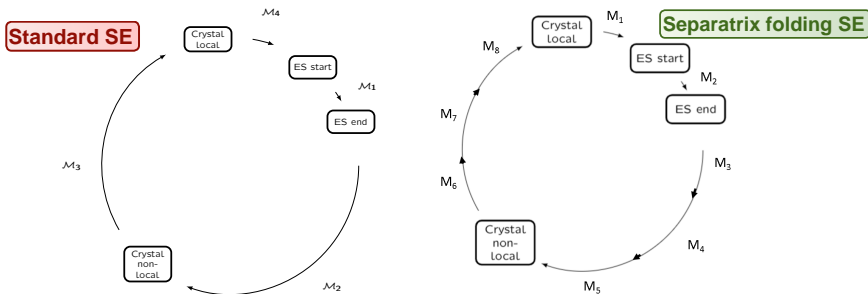 Standard SE
Crystal
local
ℳ₄
ES start
ℳ₁
ES end
ℳ₃
Crystal
non-
local
ℳ₂
Separatrix folding SE
M₁
Crystal
local
M₈
ES start
M₂
ES end
M₇
M₃
M₆
Crystal
non-
local
M₄
M₅